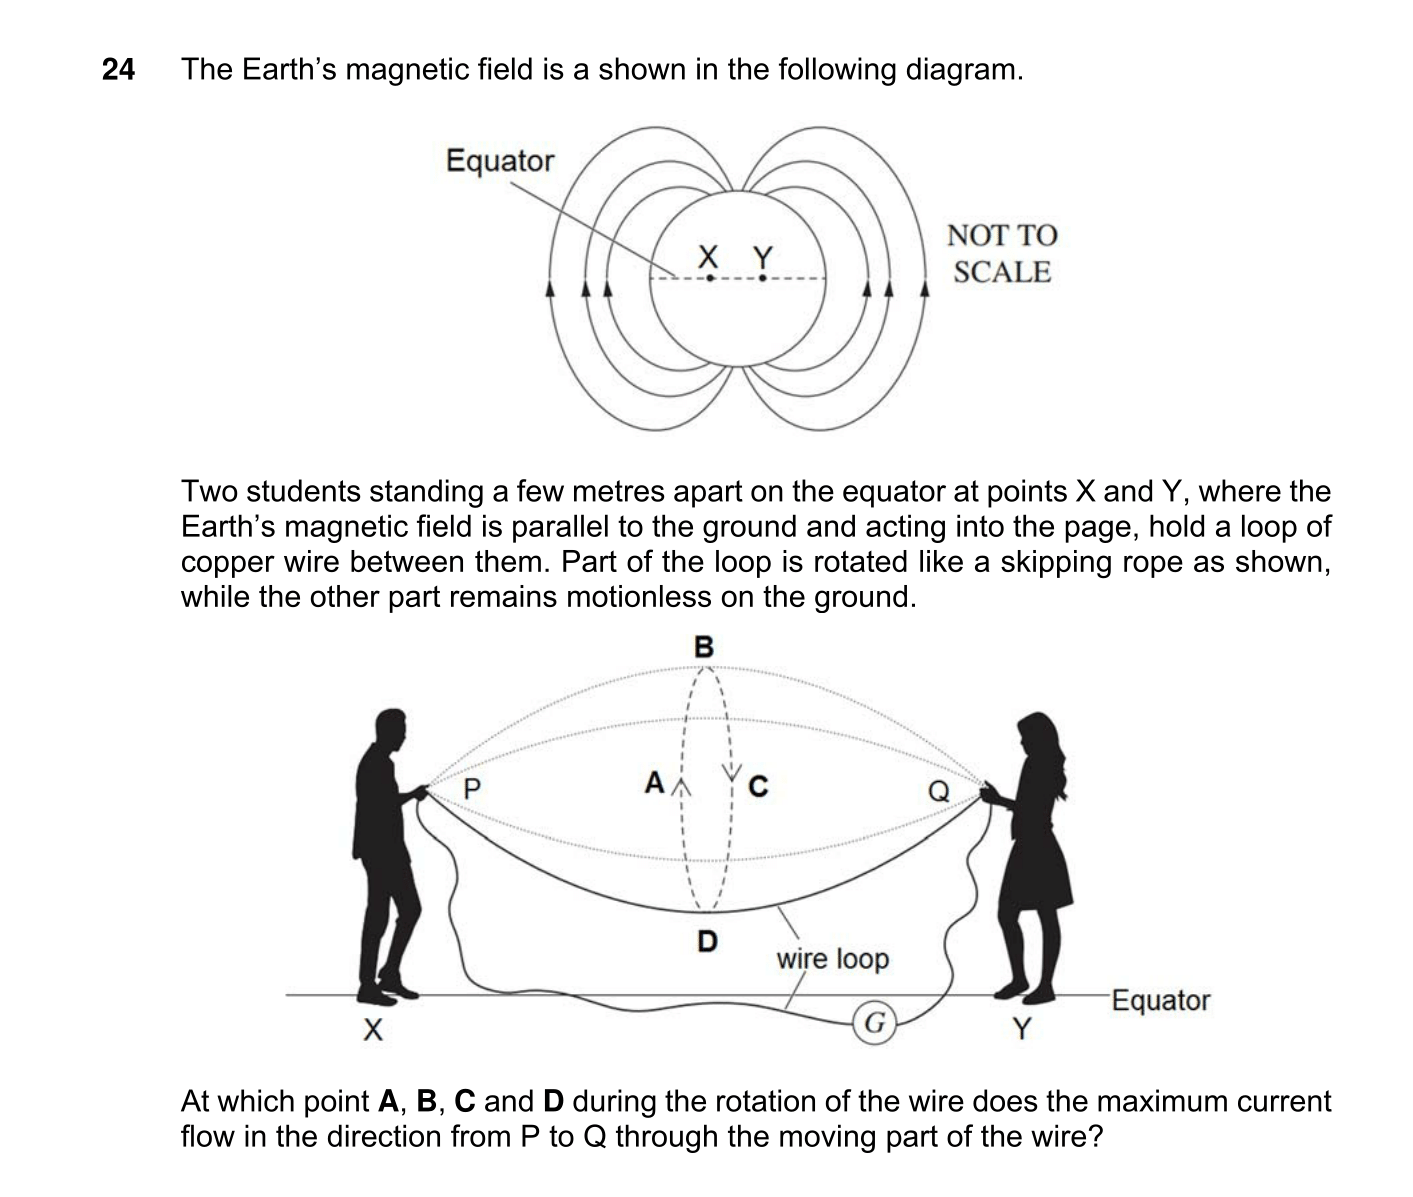 24 The Earth's magnetic field is a shown in the following diagram.
Equator
X Y
NOT TO
SCALE
Two students standing a few metres apart on the equator at points X and Y, where the
Earth's magnetic field is parallel to the ground and acting into the page, hold a loop of
copper wire between them. Part of the loop is rotated like a skipping rope as shown,
while the other part remains motionless on the ground.
B
P
A
C
Q
D
wire loop
Equator
G
X
Y
At which point A, B, C and D during the rotation of the wire does the maximum current
flow in the direction from P to Q through the moving part of the wire?